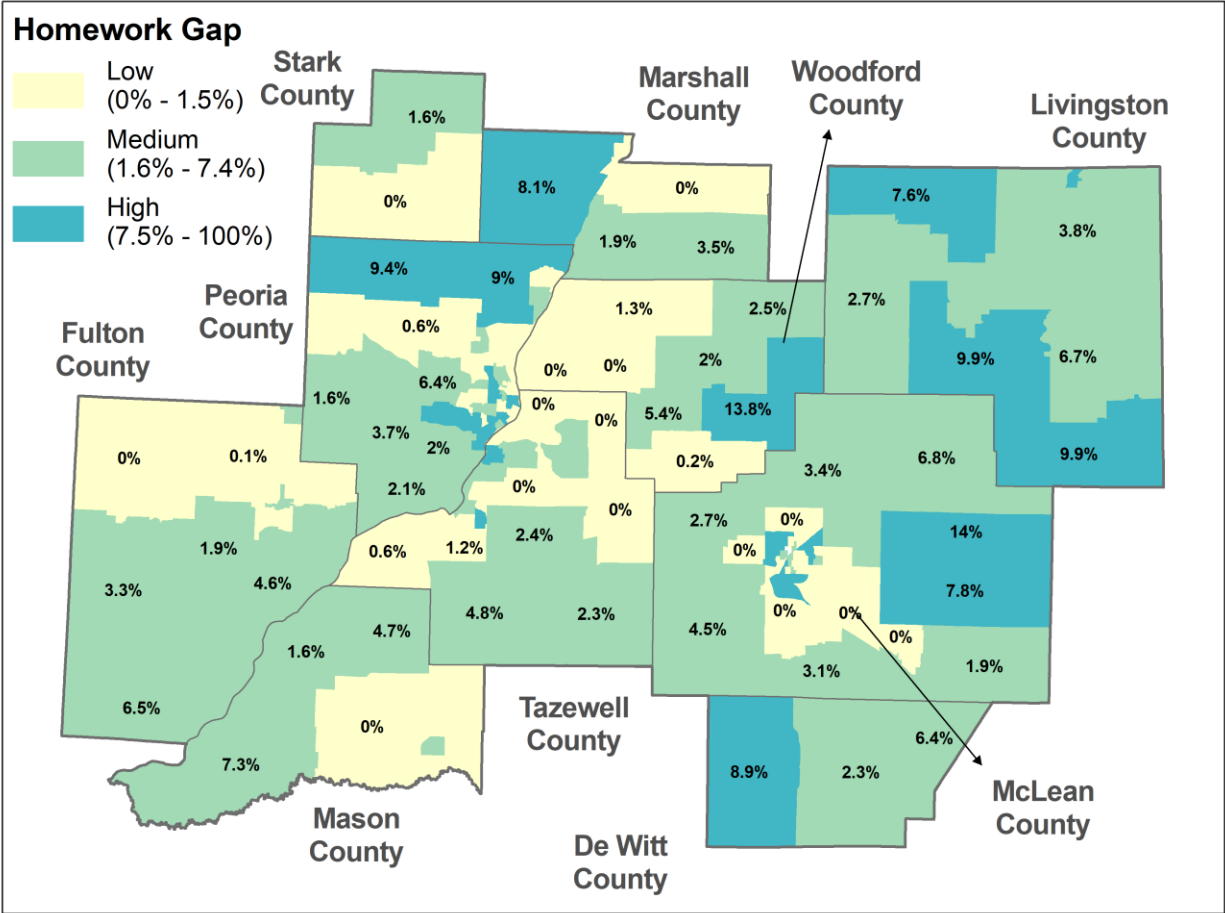 Homework Gap
Low
(0% - 1.5%)
Medium
(1.6% - 7.4%)
High
(7.5% - 100%)
Stark
County
Marshall
County
Woodford
County
Livingston
County
Peoria
County
Fulton
County
Mason
County
Tazewell
County
De Witt
County
McLean
County
1.6%
0%
8.1%
0%
1.9%
3.5%
7.6%
3.8%
9.4%
9%
0.6%
1.3%
2.5%
2.7%
0%
0%
2%
9.9%
6.7%
6.4%
1.6%
0%
0%
5.4%
13.8%
3.7%
2%
0%
0.1%
0.2%
3.4%
6.8%
9.9%
2.1%
0%
0%
2.7%
0%
0%
14%
1.9%
0.6%
1.2%
2.4%
3.3%
4.6%
7.8%
4.8%
2.3%
4.5%
0%
0%
0%
1.6%
4.7%
3.1%
1.9%
6.5%
0%
7.3%
8.9%
2.3%
6.4%